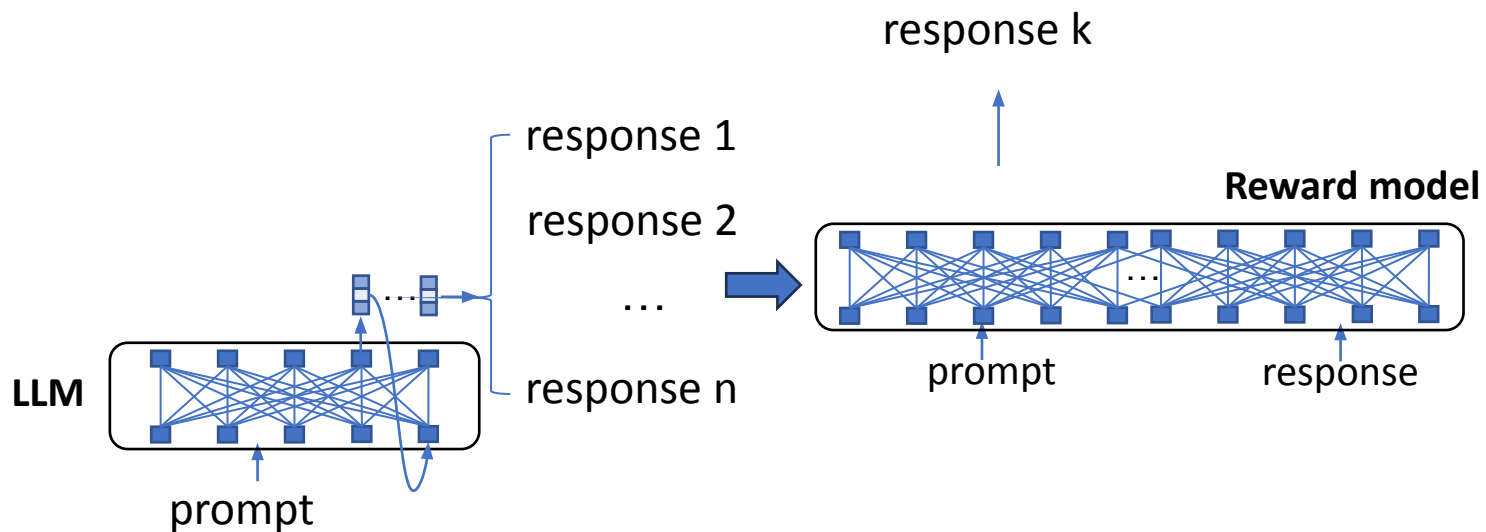 response k
response 1
Reward model
response 2
...
...
...
response n
prompt
response
LLM
prompt